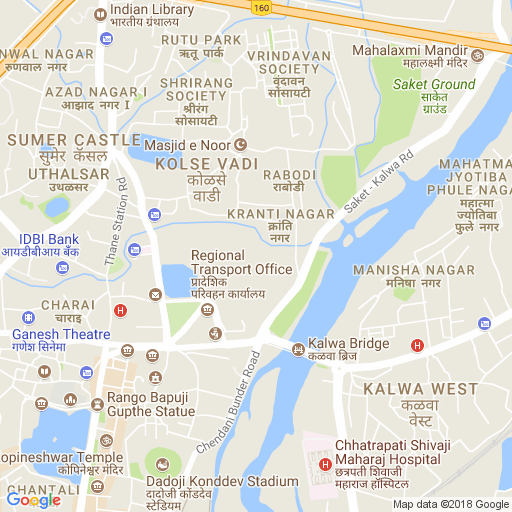 Indian Library
भारतीय ग्रंथालय
160
RUTU PARK
ऋतु पार्क
VRINDAVAN
SOCIETY
वृंदावन
सोसायटी
Mahalaxmi Mandir
महालक्ष्मी मंदिर
NWAL NAGAR
रुणवाल नगर
AZAD NAGAR I
आझाद नगर I
SHRIRANG
SOCIETY
श्रीरंग
सोसायटी
Saket Ground
साकेत
ग्राउंड
SUMER CASTLE
सुमेर कॅसल
Masjid e Noor
KOLSE VADI
कोळसे
वाडी
UTHALSAR
उथळसर
RABODI
राबोडी
Saket - Kalwa Rd
MAHATMA
JYOTIBA
PHULE NAGA
महात्मा
ज्योतिबा
फुले नगर
Thane Station Rd
KRANTI NAGAR
क्रांति
नगर
IDBI Bank
आयडीबीआय बँक
Regional
Transport Office
प्रादेशिक
परिवहन कार्यालय
MANISHA NAGAR
मनिषा नगर
CHARAI
चाराई
H
Ganesh Theatre
गणेश सिनेमा
Kalwa Bridge
कळवा ब्रिज
H
Rango Bapuji
Gupthe Statue
Chendani Bunder Road
KALWA WEST
कळवा
वेस्ट
Kopineshwar Temple
कोपिनेश्वर मंदिर
Chhatrapati Shivaji
Maharaj Hospital
छत्रपती शिवाजी
महाराज हॉस्पिटल
H
Dadoji Konddev Stadium
दादोजी कोंडदेव
स्टेडियम
CHANTALI
Google
Map data ©2018 Google